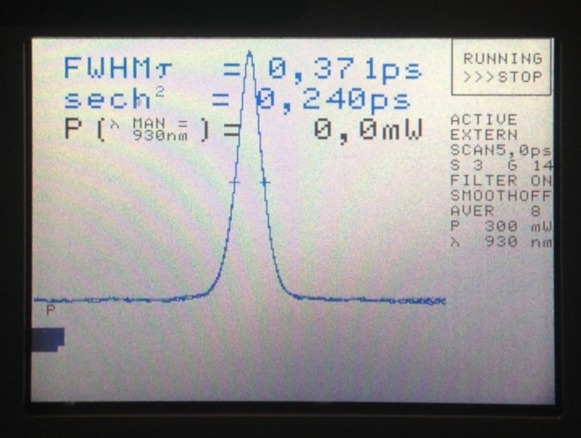 FWHMτ = 0,371ps
sech² = 0,240ps
P (λ MAN = 930nm) = 0,0mW
RUNNING
>>>STOP
ACTIVE
EXTERN
SCAN5,0ps
S 3 G 14
FILTER ON
SMOOTHOFF
AVER 8
P 300 mW
λ 930 nm
P